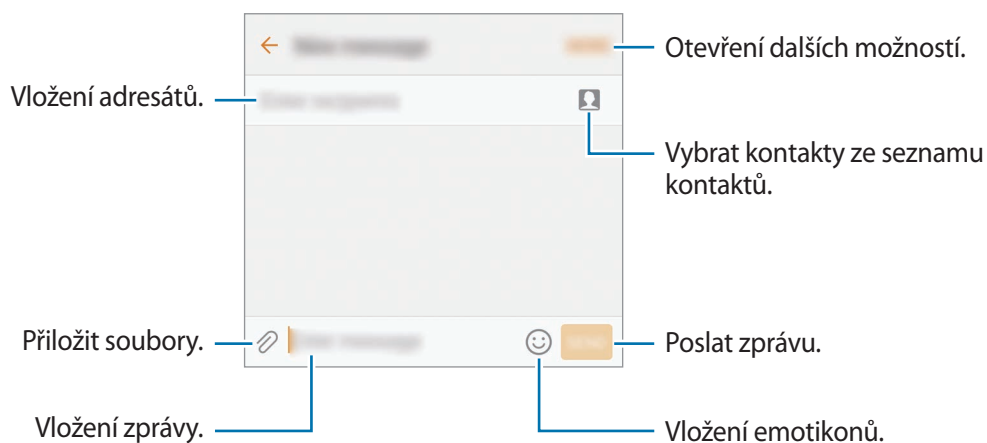 Otevření dalších možností.
Vložení adresátů.
Vybrat kontakty ze seznamu
kontaktů.
Přiložit soubory.
Poslat zprávu.
Vložení zprávy.
Vložení emotikonů.